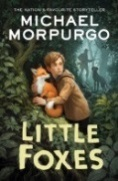 THE NATION'S FAVOURITE STORYTELLER
MICHAEL
MORPURGO
LITTLE
FOXES